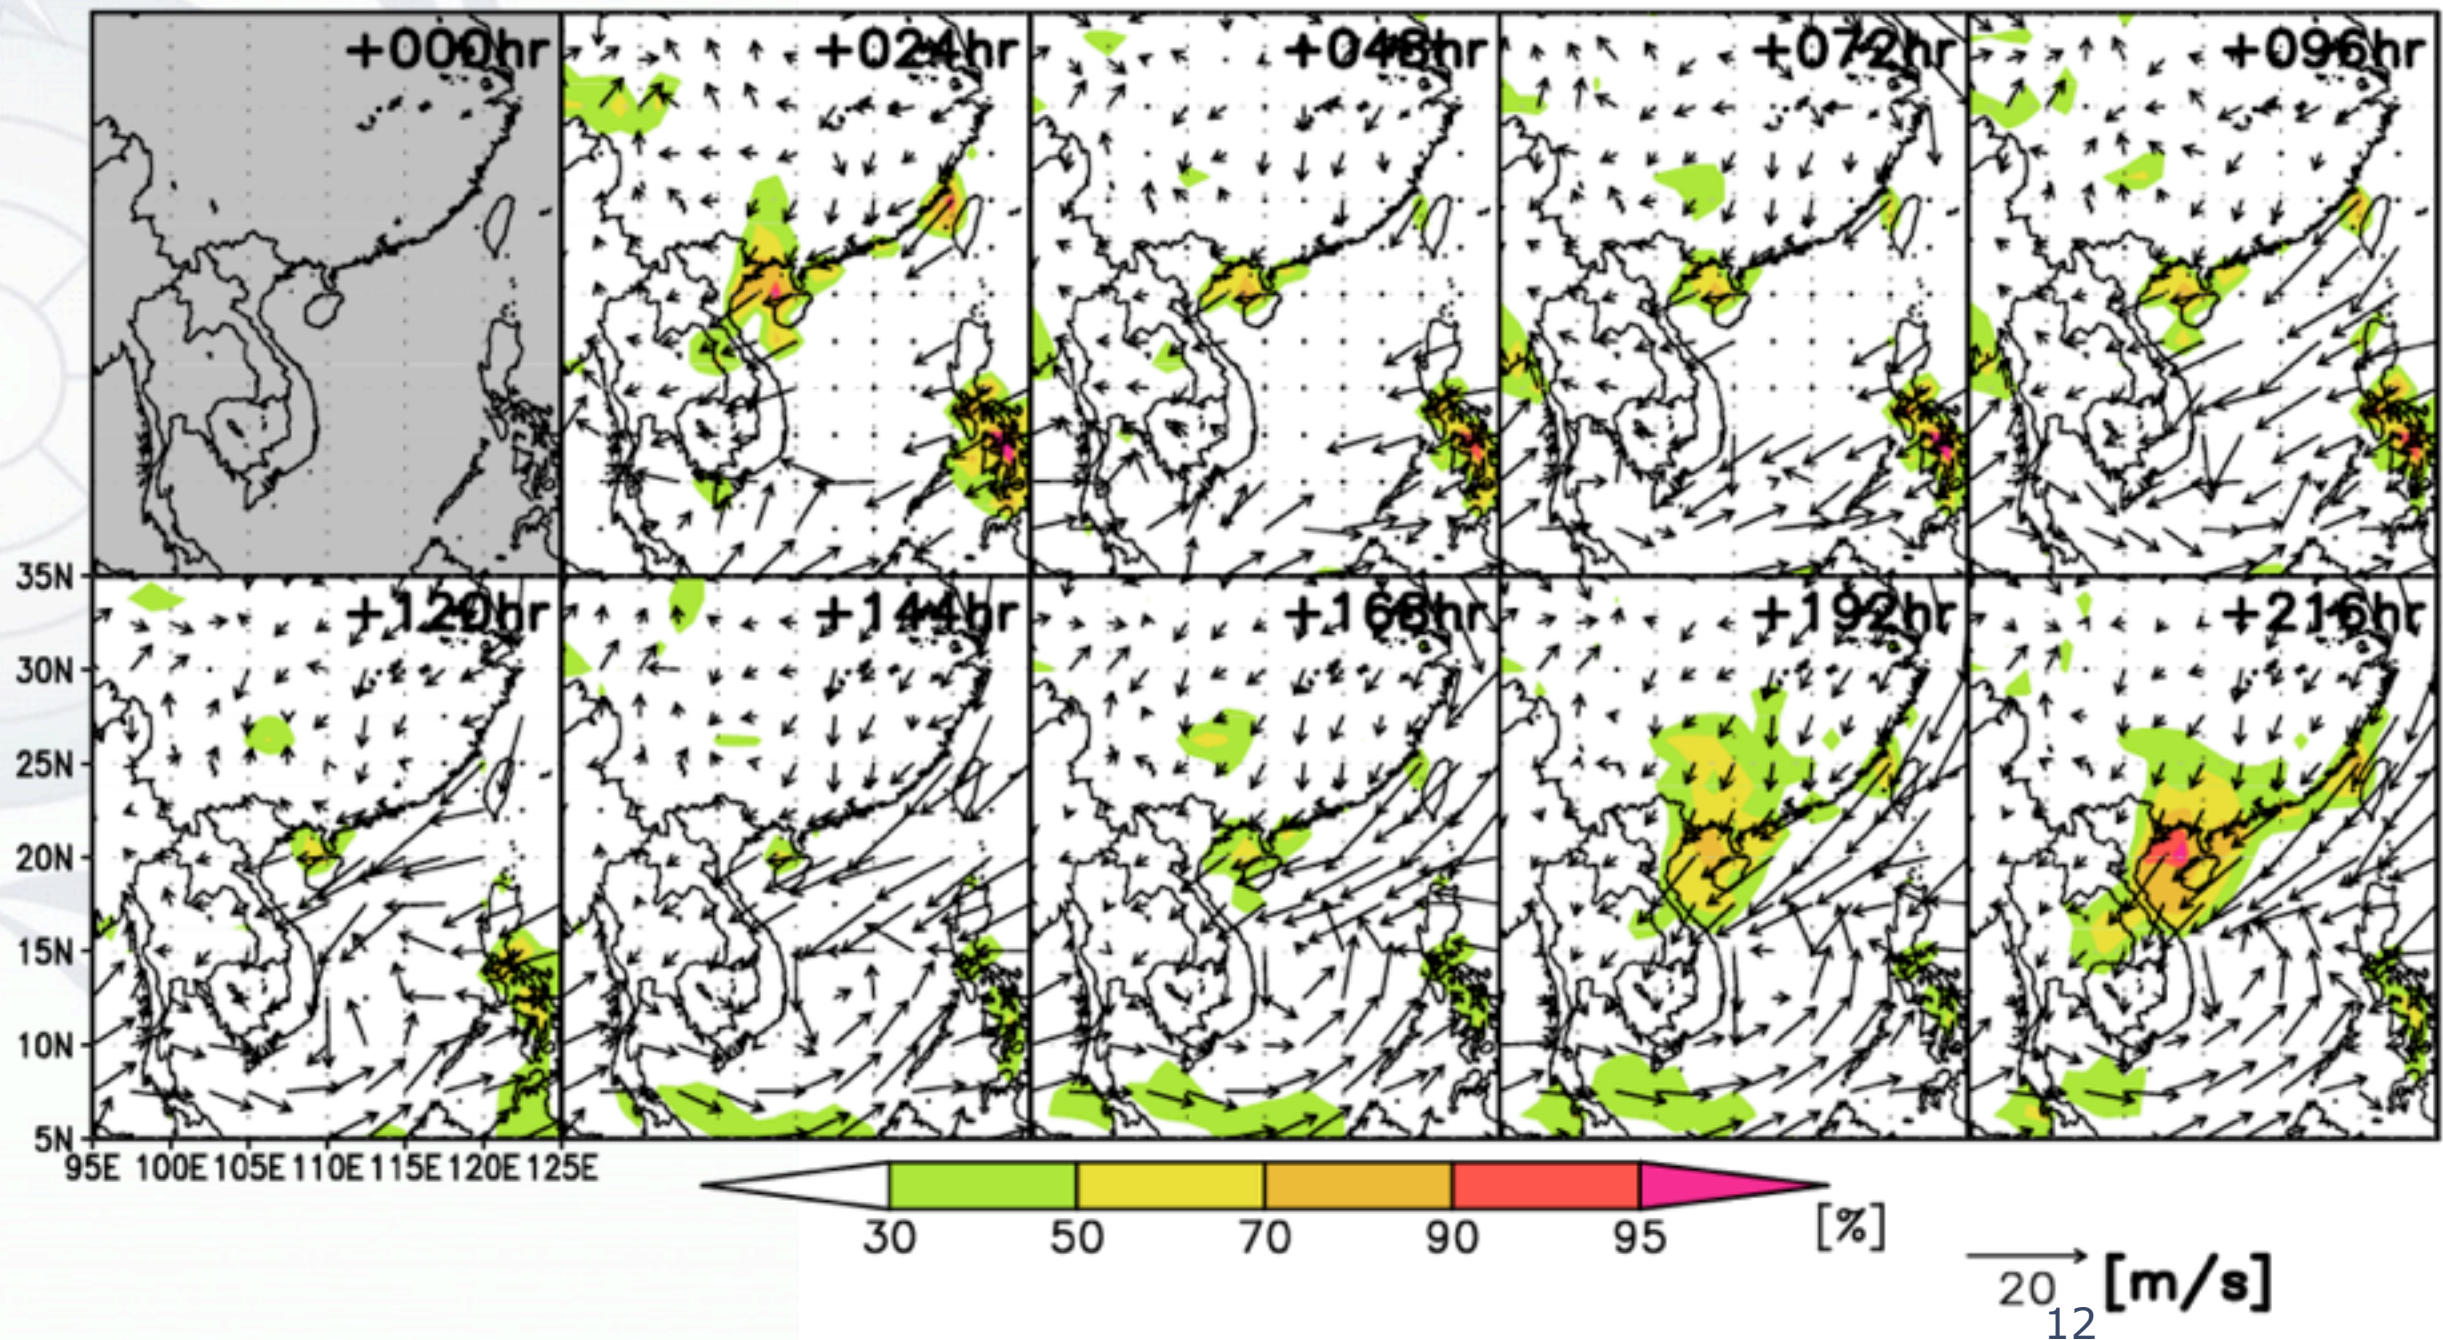 +000hr +024hr +048hr +072hr +096hr
35N
+120hr +144hr +168hr +192hr +216hr
30N
25N
20N
15N
10N
5N
95E 100E 105E 110E 115E 120E 125E
30 50 70 90 95 [%]
20 [m/s]
12